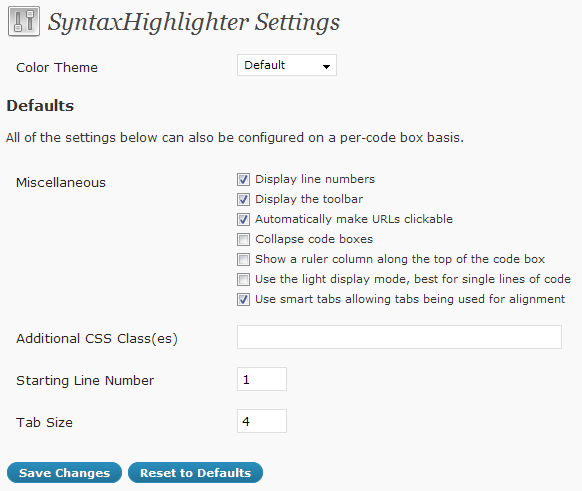 SyntaxHighlighter Settings
Color Theme Default
Defaults
All of the settings below can also be configured on a per-code box basis.
Miscellaneous Display line numbers
Display the toolbar
Automatically make URLs clickable
Collapse code boxes
Show a ruler column along the top of the code box
Use the light display mode, best for single lines of code
Use smart tabs allowing tabs being used for alignment
Additional CSS Class(es)
Starting Line Number 1
Tab Size 4
Save Changes Reset to Defaults